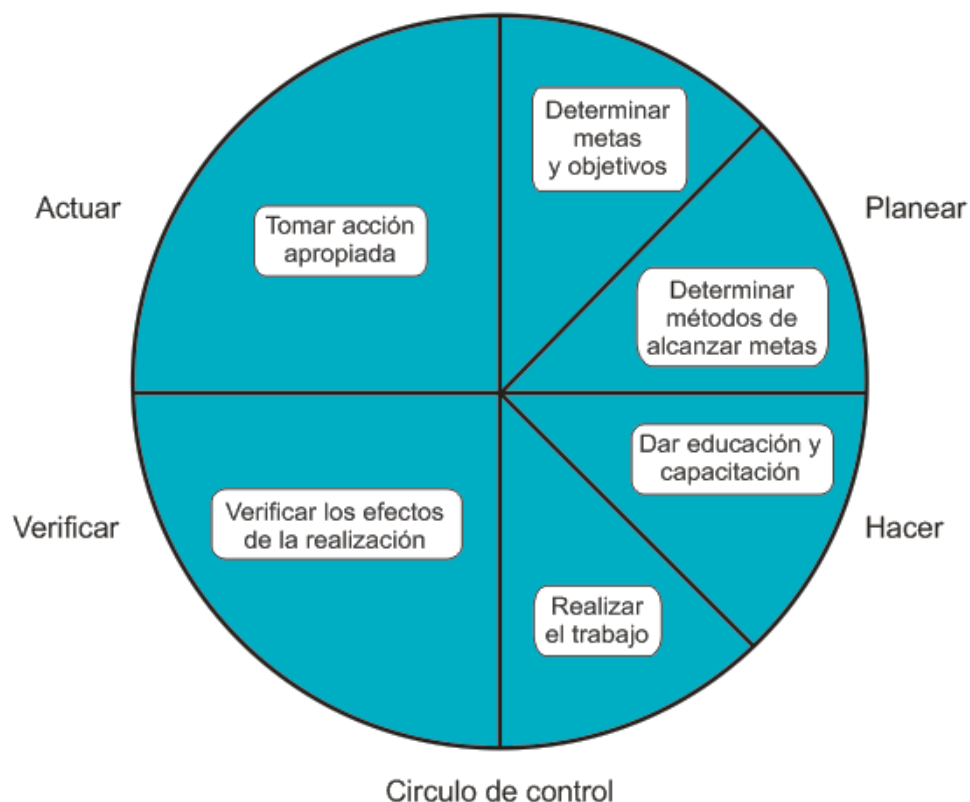 Determinar
metas
y objetivos
Actuar
Planear
Tomar acción
apropiada
Determinar
métodos de
alcanzar metas
Dar educación y
capacitación
Verificar
Verificar los efectos
de la realización
Hacer
Realizar
el trabajo
Circulo de control